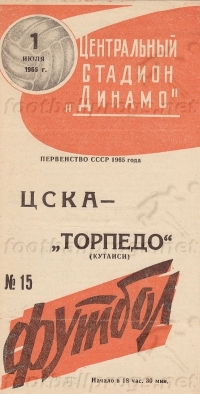 1
ИЮЛЯ
1965 г.
ЦЕНТРАЛЬНЫЙ
СТАДИОН
„ДИНАМО"
ПЕРВЕНСТВО СССР 1965 года
ЦСКА—
„ТОРПЕДО"
(КУТАИСИ)
№ 15
футбол
Начало в 18 час. 30 мин.